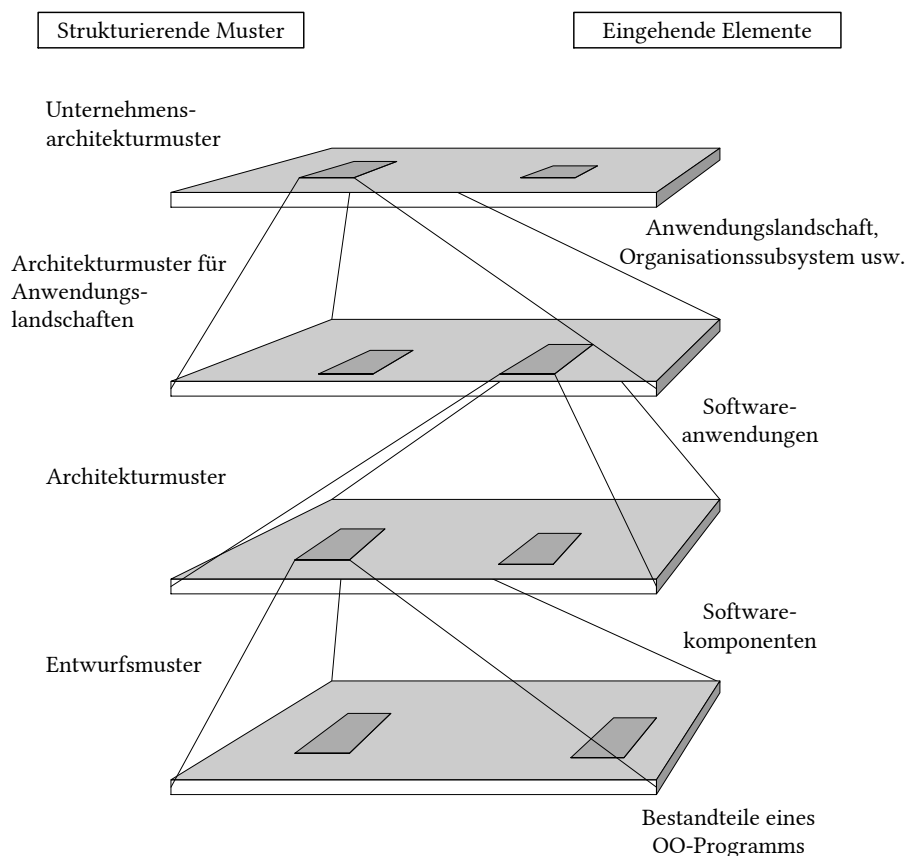 Strukturierende Muster
Eingehende Elemente
Unternehmens-
architekturmuster
Anwendungslandschaft,
Organisationssubsystem usw.
Architekturmuster für
Anwendungs-
landschaften
Software-
anwendungen
Architekturmuster
Software-
komponenten
Entwurfsmuster
Bestandteile eines
OO-Programms